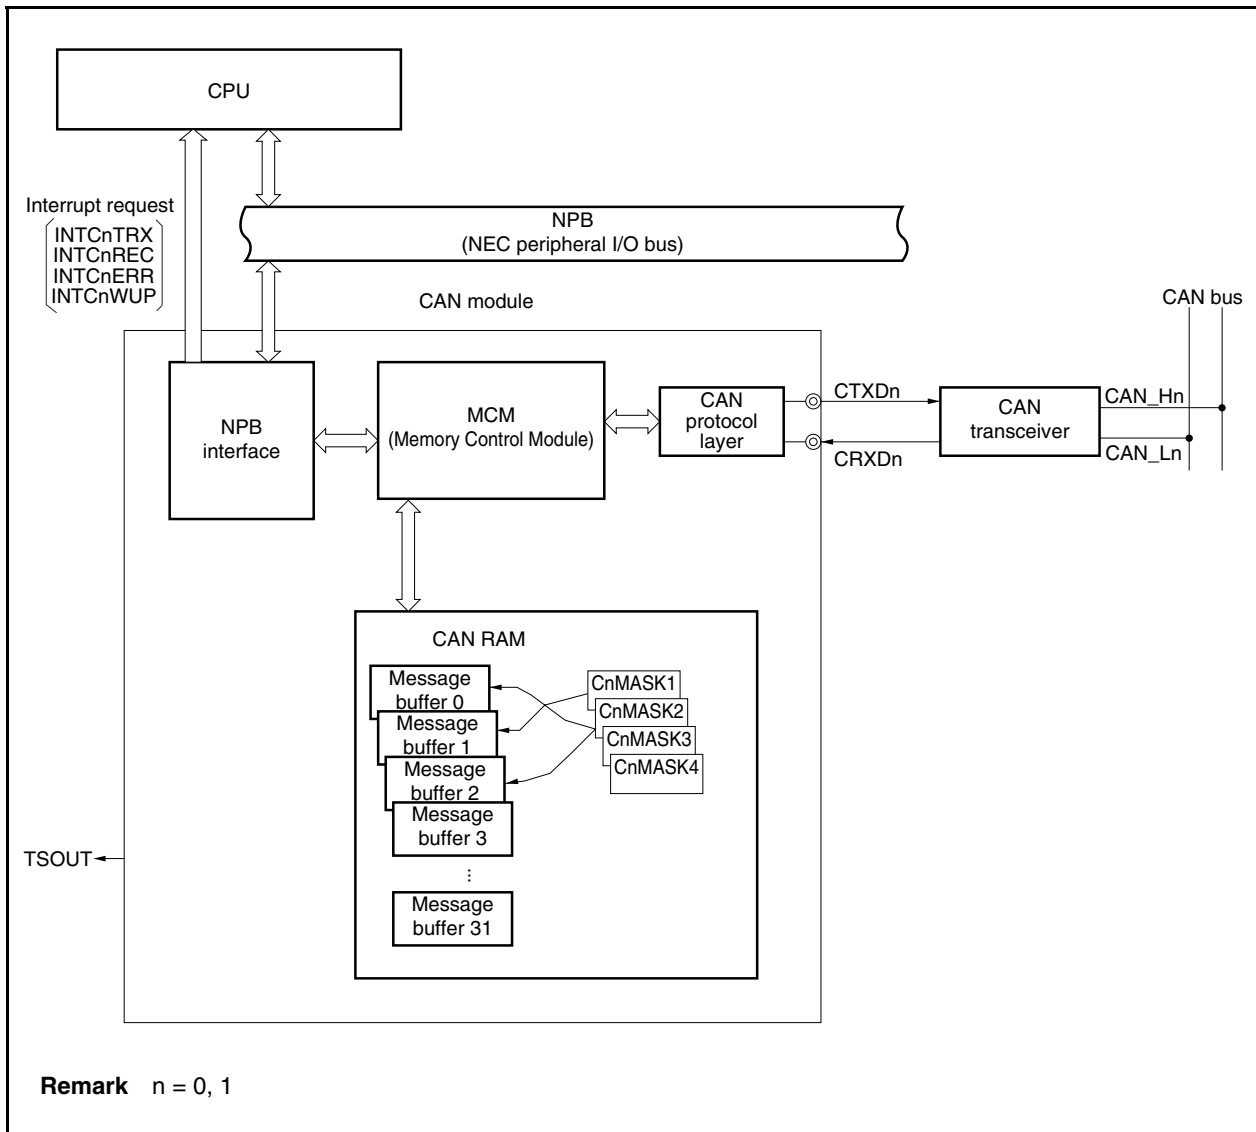 CPU
Interrupt request
INTCnTRX
INTCnREC
INTCnERR
INTCnWUP
NPB
(NEC peripheral I/O bus)
CAN module
CAN bus
NPB
interface
MCM
(Memory Control Module)
CAN
protocol
layer
CTXDn
CRXDn
CAN
transceiver
CAN_Hn
CAN_Ln
CAN RAM
Message
buffer 0
Message
buffer 1
Message
buffer 2
Message
buffer 3
...
Message
buffer 31
CnMASK1
CnMASK2
CnMASK3
CnMASK4
TSOUT
Remark n = 0, 1